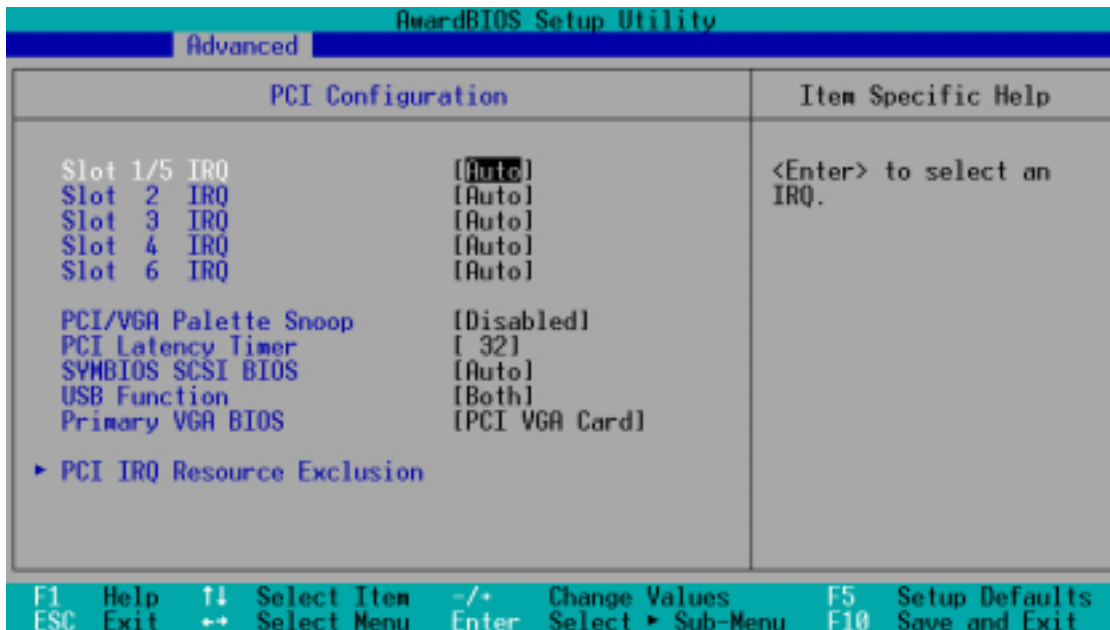 AwardBIOS Setup Utility
Advanced
PCI Configuration
Item Specific Help
Slot 1/5 IRQ [Auto]
Slot 2 IRQ [Auto]
Slot 3 IRQ [Auto]
Slot 4 IRQ [Auto]
Slot 6 IRQ [Auto]
PCI/VGA Palette Snoop [Disabled]
PCI Latency Timer [ 32]
SYMBIOS SCSI BIOS [Auto]
USB Function [Both]
Primary VGA BIOS [PCI VGA Card]
▸ PCI IRQ Resource Exclusion
<Enter> to select an
IRQ.
F1 Help ↑↓ Select Item -/+ Change Values F5 Setup Defaults
ESC Exit ←→ Select Menu Enter Select ▸ Sub-Menu F10 Save and Exit